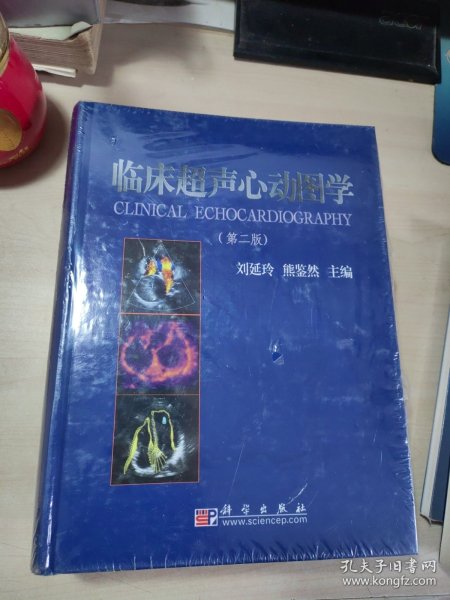 临床超声心动图学
CLINICAL ECHOCARDIOGRAPHY
（第二版）
刘延玲 熊鉴然 主编
科学出版社
www.sciencep.com
孔夫子旧书网
www.kongfz.com